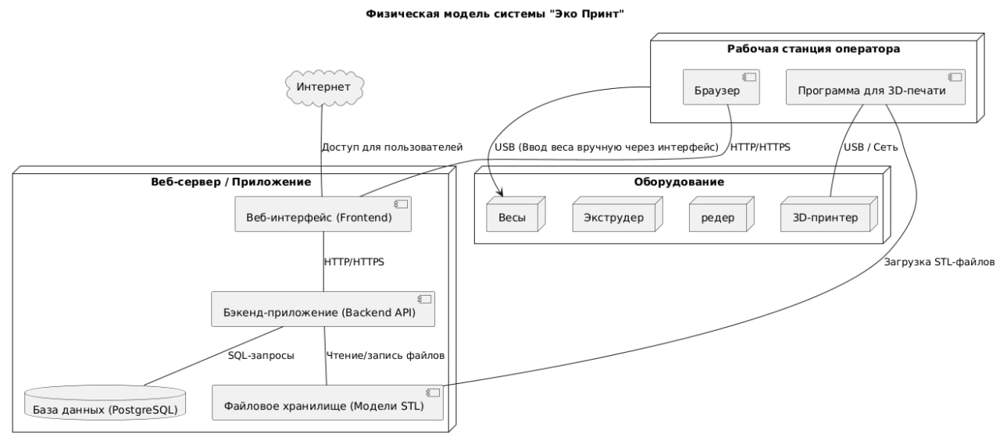 Физическая модель системы "Эко Принт"
Рабочая станция оператора
Интернет
Браузер
Программа для 3D-печати
Доступ для пользователей
USB (Ввод веса вручную через интерфейс)
HTTP/HTTPS
USB / Сеть
Веб-сервер / Приложение
Оборудование
Веб-интерфейс (Frontend)
Весы
Экструдер
редер
3D-принтер
HTTP/HTTPS
Загрузка STL-файлов
Бэкенд-приложение (Backend API)
SQL-запросы
Чтение/запись файлов
База данных (PostgreSQL)
Файловое хранилище (Модели STL)